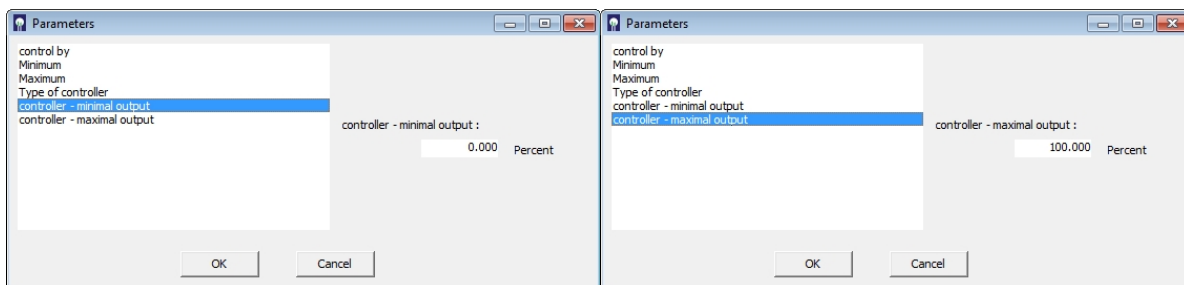 Parameters
control by
Minimum
Maximum
Type of controller
controller - minimal output
controller - maximal output
controller - minimal output :
0.000 Percent
OK Cancel
Parameters
control by
Minimum
Maximum
Type of controller
controller - minimal output
controller - maximal output
controller - maximal output :
100.000 Percent
OK Cancel